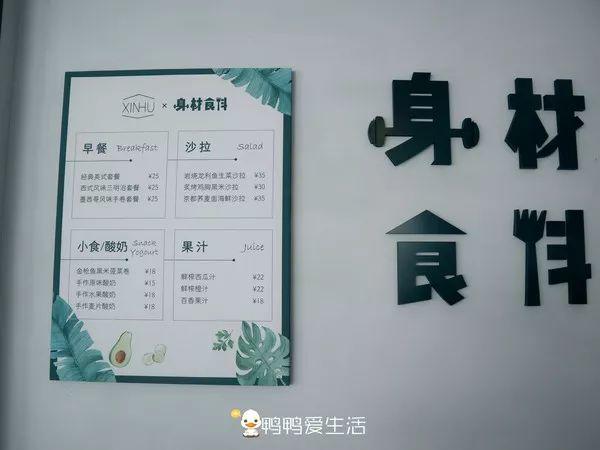 XINHU × 身材食料
早餐 Breakfast
经典美式套餐 ¥25
西式风味三明治套餐 ¥25
墨西哥风味手卷套餐 ¥25
沙拉 Salad
岩烧龙利鱼生菜沙拉 ¥35
炙烤鸡胸黑米沙拉 ¥30
京都荞麦面海鲜沙拉 ¥35
小食/酸奶 Snack Yogourt
金枪鱼黑米菠菜卷 ¥18
手作原味酸奶 ¥15
手作水果酸奶 ¥18
手作麦片酸奶 ¥18
果汁 Juice
鲜榨西瓜汁 ¥22
鲜榨橙汁 ¥22
百香果汁 ¥18
身材
食料
鸭鸭爱生活